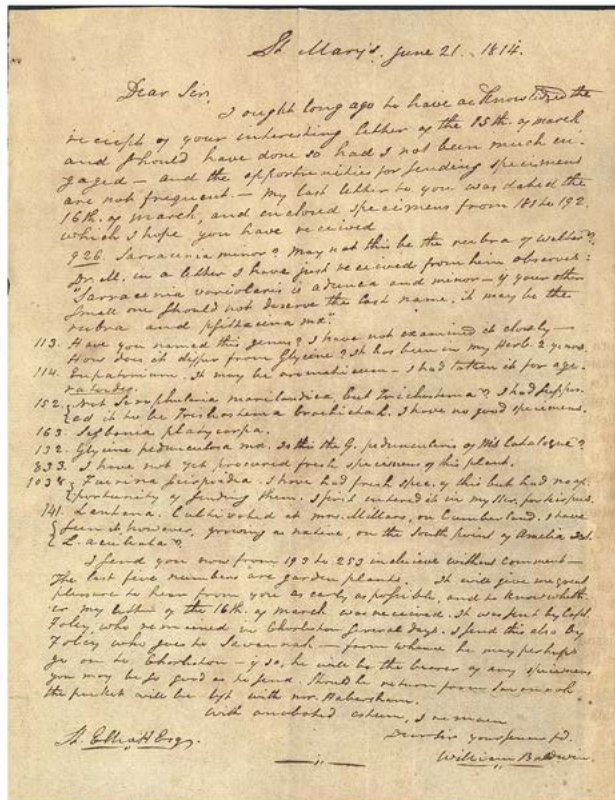 St Mary's. June 21. 1814.
Dear Sir,
I ought long ago to have acknowledged the
receipt of your interesting letter of the 15th. of march
and should have done so had I not been much en-
gaged — and the opportunities for sending specimens
are not frequent. — My last letter to you was dated the
16th. of march, and enclosed specimens from 181 to 192.
which I hope you have received
926. Sarracenia minor? May not this be the rubra of Walter?
Dr. M. in a letter I have just received from him observes:
"Sarracenia variolaris is adunca and minor — if your other
small one should not deserve the last name, it may be the
rubra and psittacina mx."
113. Have you named this genus? I have not examined it closely —
How does it differ from Glycine? It has been in my Herb. 2 years.
114. Eupatorium. It may be aromaticum — I had taken it for age-
ratoides.
152. Not Scrophularia marilandica, but Trichostema? I had suppos-
ed it to be Trichostema brachiatah. I have no good specimens.
163. Sesbania platycarpa.
132. Glycine pedunculosa mx. Is this the G. peduncularis of Catalogue?
833. I have not yet procured fresh specimens of this plant.
1038 I have had fresh spec. of this but had no op-
portunity of sending them. I first entered it in my
141. Lantana. Cultivated at mrs. Millars, on Cumberland. I have
seen it, however, growing as native, on the South point of Amelia Isl.
L. aculeata?
I send you now from 193 to 253 inclusive without comment —
The last five numbers are garden plants. It will give me great
pleasure to hear from you as early as possible, and to know wheth-
er my letter of the 16th. of march was received. It was sent by Capt.
Foley, who remained in Charleston several days. I send this also by
Foley who goes to Savannah — from whence he may perhaps
go on to Charleston — if so, he will be the bearer of any specimens
you may be so good as to send. Should he return from Savannah
the packet will be left with mr. Habersham.
With unabated esteem, I remain
Dear Sir your sincere fd.
St. Elliott Esq.
William Baldwin.